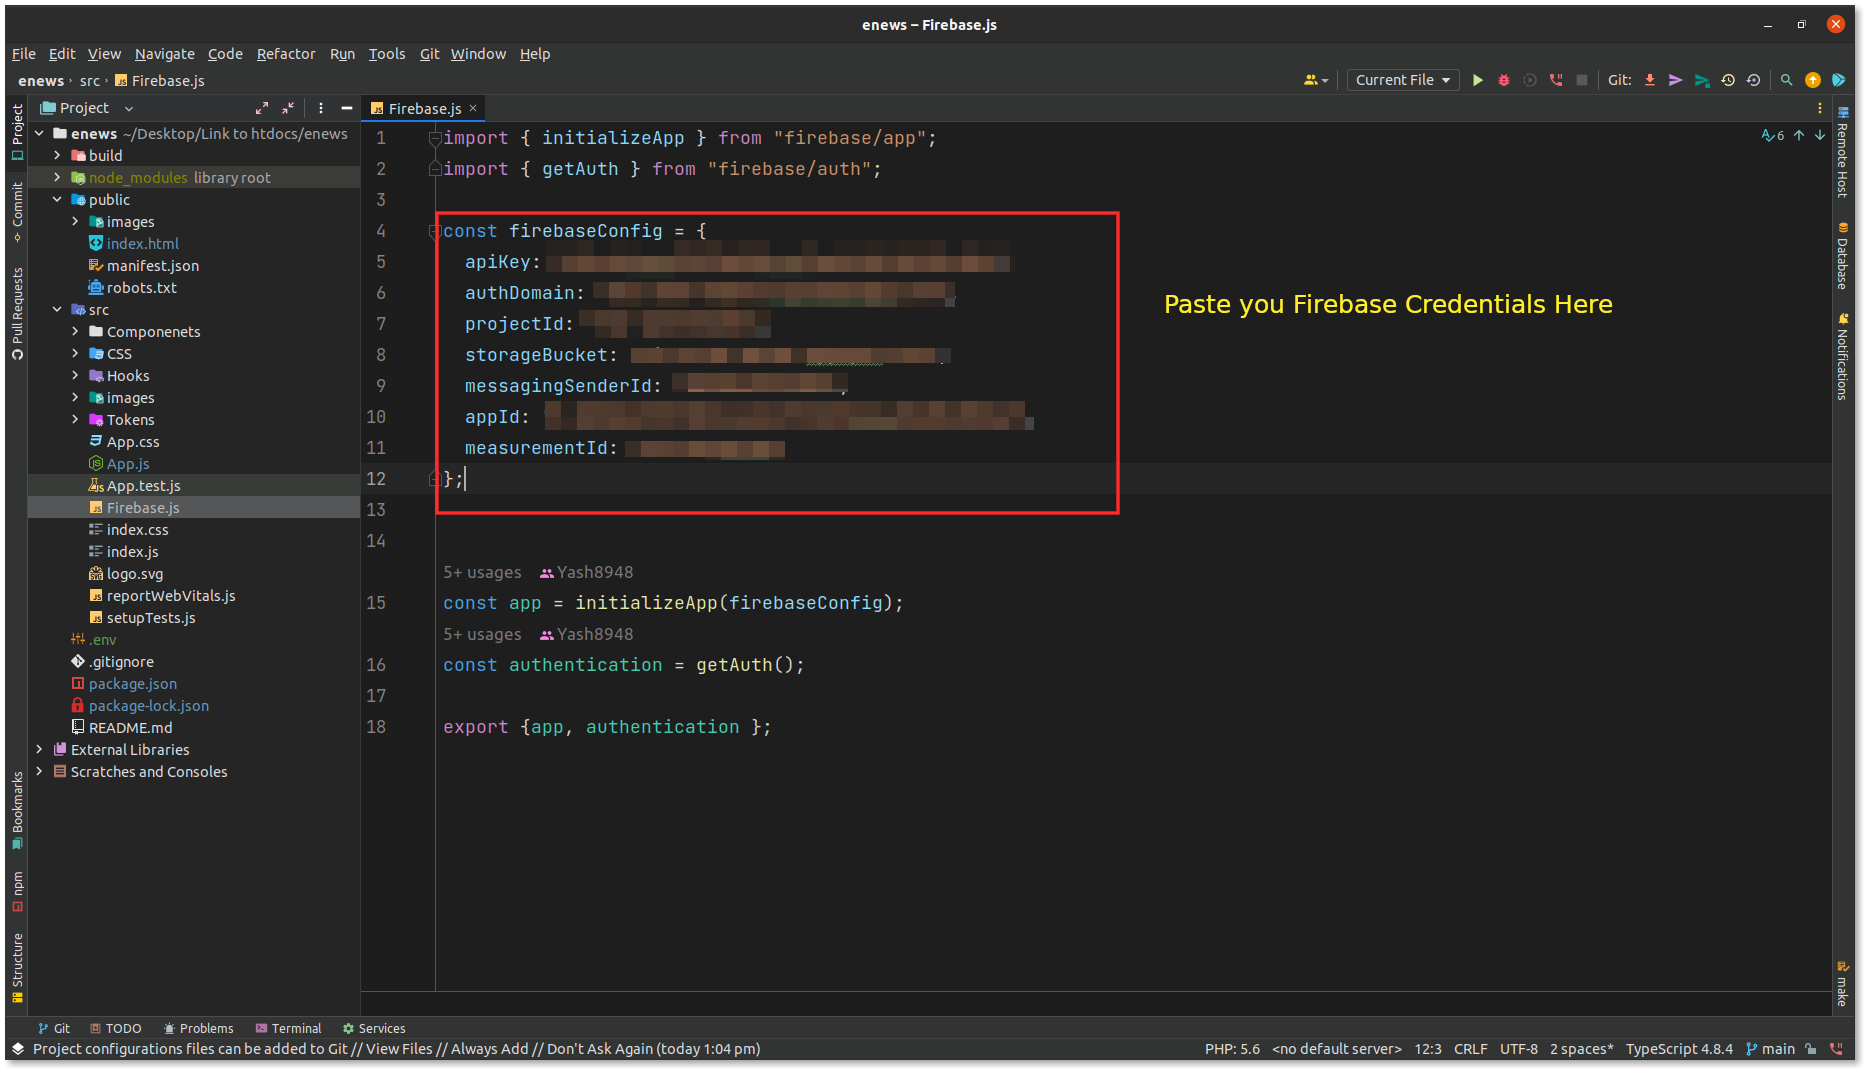 enews – Firebase.js
File Edit View Navigate Code Refactor Run Tools Git Window Help
enews › src › Firebase.js
Current File
Git:
Project
Firebase.js
enews ~/Desktop/Link to htdocs/enews
build
node_modules library root
public
images
index.html
manifest.json
robots.txt
src
Componenets
CSS
Hooks
images
Tokens
App.css
App.js
App.test.js
Firebase.js
index.css
index.js
logo.svg
reportWebVitals.js
setupTests.js
.env
.gitignore
package.json
package-lock.json
README.md
External Libraries
Scratches and Consoles
Project
Commit
Pull Requests
Bookmarks
npm
Structure
1 import { initializeApp } from "firebase/app";
2 import { getAuth } from "firebase/auth";
3
4 const firebaseConfig = {
5 apiKey:
6 authDomain:
7 projectId:
8 storageBucket:
9 messagingSenderId:
10 appId:
11 measurementId:
12 };
13
14
5+ usages Yash8948
15 const app = initializeApp(firebaseConfig);
5+ usages Yash8948
16 const authentication = getAuth();
17
18 export {app, authentication };
Paste you Firebase Credentials Here
6
Remote Host
Database
Notifications
make
Git TODO Problems Terminal Services
Project configurations files can be added to Git // View Files // Always Add // Don't Ask Again (today 1:04 pm)
PHP: 5.6 <no default server> 12:3 CRLF UTF-8 2 spaces* TypeScript 4.8.4 main